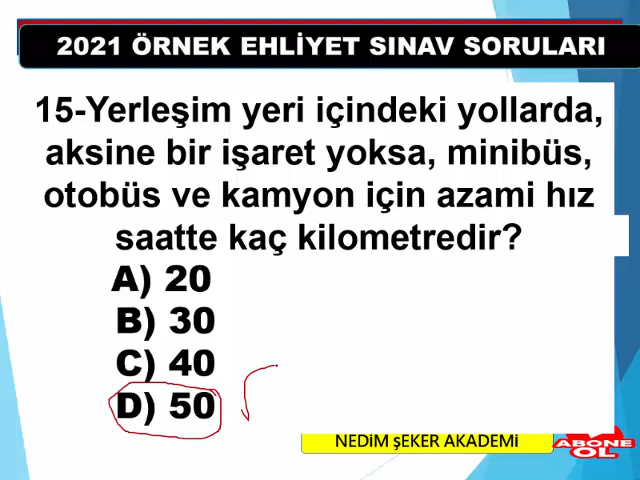 2021 ÖRNEK EHLİYET SINAV SORULARI
15-Yerleşim yeri içindeki yollarda,
aksine bir işaret yoksa, minibüs,
otobüs ve kamyon için azami hız
saatte kaç kilometredir?
A) 20
B) 30
C) 40
D) 50
NEDİM ŞEKER AKADEMİ
ABONE
OL